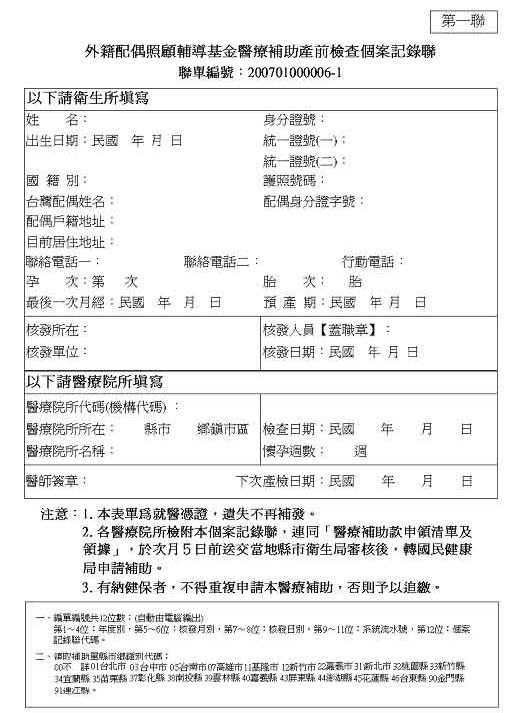 第一聯
外籍配偶照顧輔導基金醫療補助產前檢查個案記錄聯
聯單編號：200701000006-1
以下請衛生所填寫
姓　　名：　　身分證號：
出生日期：民國　年　月　日　　統一證號(一)：
統一證號(二)：
國 籍 別：　　護照號碼：
台灣配偶姓名：　　配偶身分證字號：
配偶戶籍地址：
目前居住地址：
聯絡電話一：　　聯絡電話二：　　行動電話：
孕　　次：第　次　　胎　　次：　胎
最後一次月經：民國　年　月　日　　預 產 期：民國　年　月　日
核發所在：　　核發人員【蓋職章】：
核發單位：　　核發日期：民國　年　月　日
以下請醫療院所填寫
醫療院所代碼(機構代碼)：
醫療院所所在：　縣市　鄉鎮市區　檢查日期：民國　年　月　日
醫療院所名稱：　　懷孕週數：　週
醫師簽章：　　下次產檢日期：民國　年　月　日
注意：1. 本表單為就醫憑證，遺失不再補發。
2. 各醫療院所檢附本個案記錄聯，連同「醫療補助款申領清單及
領據」，於次月５日前送交當地縣市衛生局審核後，轉國民健康
局申請補助。
3. 有納健保者，不得重複申請本醫療補助，否則予以追繳。
一、編單編號共12位數：(自動由電腦編出)
第1～4位：年度別，第5～6位：核發月別，第7～8位：核發日別，第9～11位：系統流水號，第12位：個案
記錄聯代碼。
二、領取補助單縣市鄉鎮別代碼：
00不　詳 01台北市 03台中市 05台南市 07高雄市 11基隆市 12新竹市 22嘉義市 31新北市 32桃園縣 33新竹縣
34宜蘭縣 35苗栗縣 37彰化縣 38南投縣 39雲林縣 40嘉義縣 43屏東縣 44澎湖縣 45花蓮縣 46台東縣 90金門縣
91連江縣。